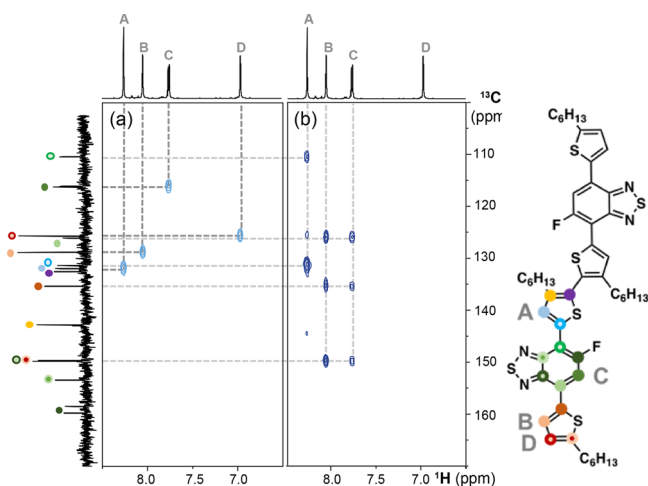 A
B
C
D
A
B
C
D
(a)
(b)
¹³C
(ppm
110
120
130
140
150
160
8.0
7.5
7.0
8.0
7.5
7.0
¹H (ppm)
C₆H₁₃
S
N
S
N
F
S
C₆H₁₃
C₆H₁₃
A
S
F
N
S
N
C
B
S
D
C₆H₁₃